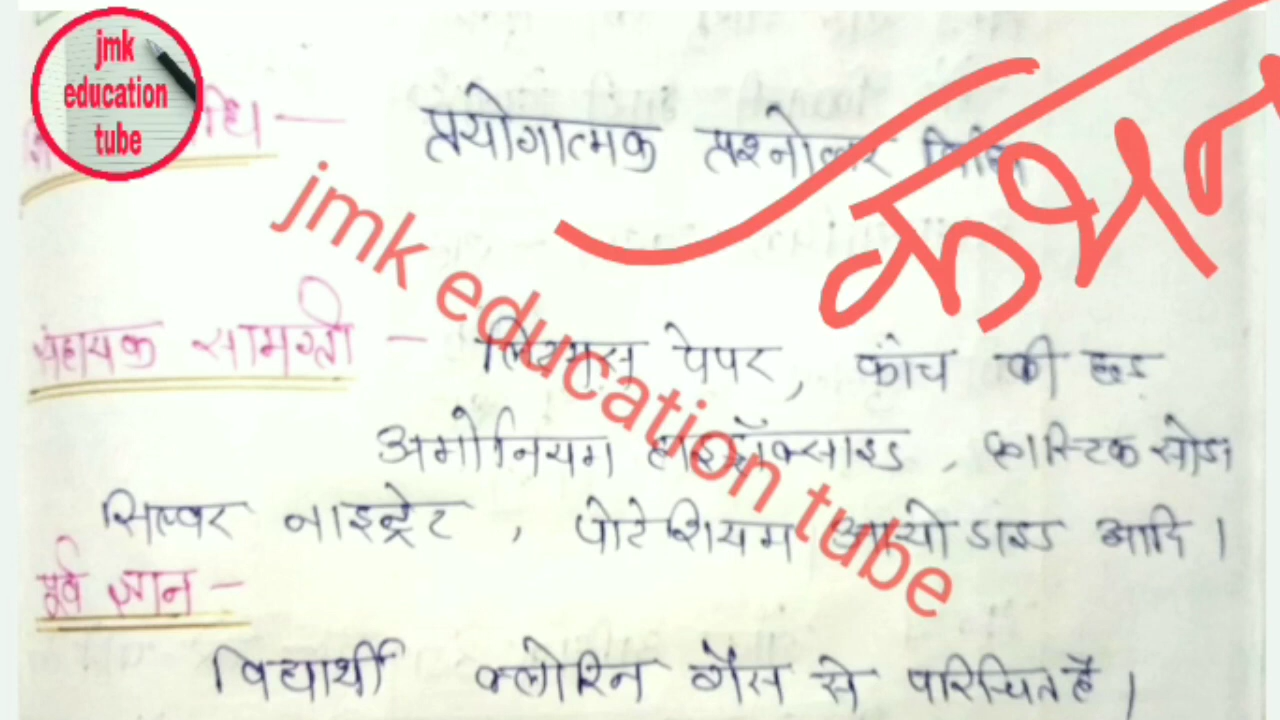 jmk
education
tube
विधि — प्रयोगात्मक प्रश्नोत्तर विधि
कथन
jmk education tube
सहायक सामग्री - लिटमस पेपर, काँच की छड़
अमोनियम हाइड्रॉक्साइड, कास्टिक सोडा
सिल्वर नाइट्रेट, पोटेशियम आयोडाइड आदि।
पूर्व ज्ञान -
विद्यार्थी क्लोरिन गैस से परिचित है।